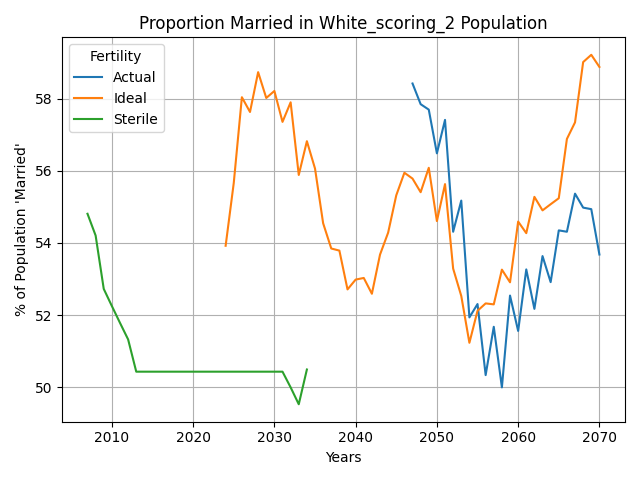 Proportion Married in White_scoring_2 Population
Fertility
Actual
Ideal
Sterile
% of Population 'Married'
58
56
54
52
50
2010
2020
2030
2040
2050
2060
2070
Years